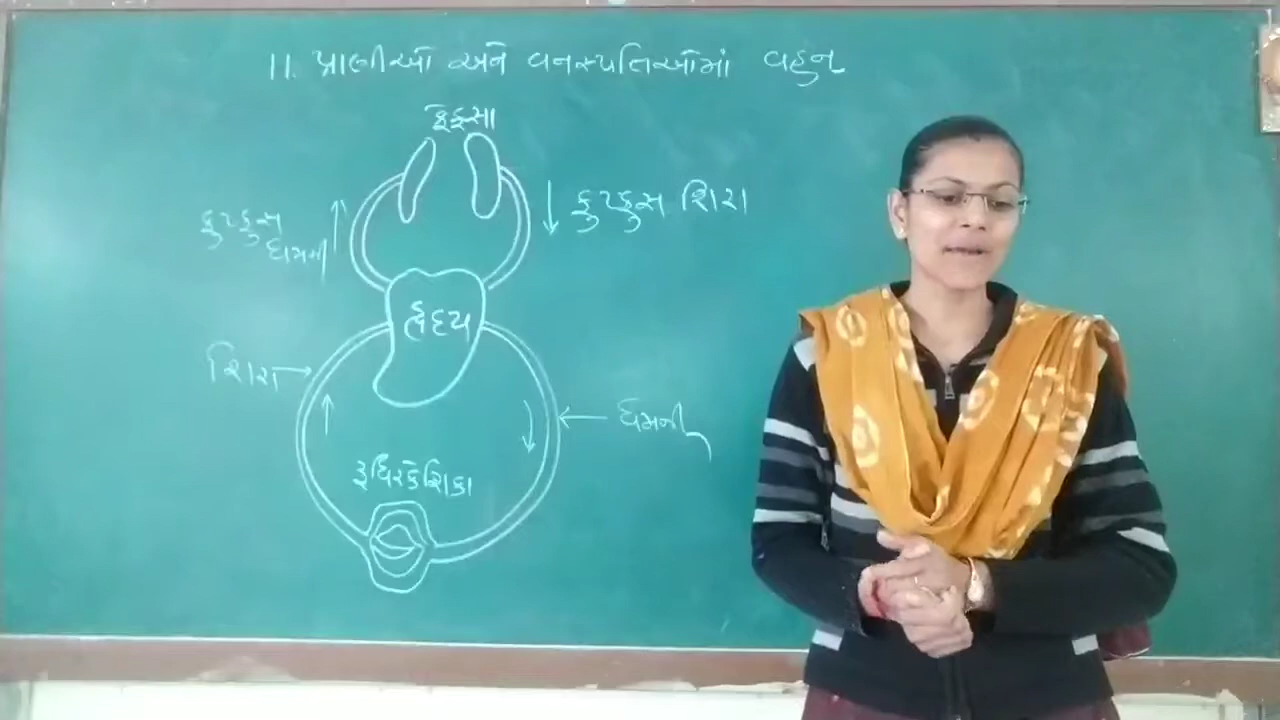 11. પ્રાણીઓ અને વનસ્પતિઓમાં વહન
ફેફસા
ફુપ્ફુસ
ધમની
ફુપ્ફુસ શિરા
હૃદય
શિરા
ધમની
રૂધિરકેશિકા